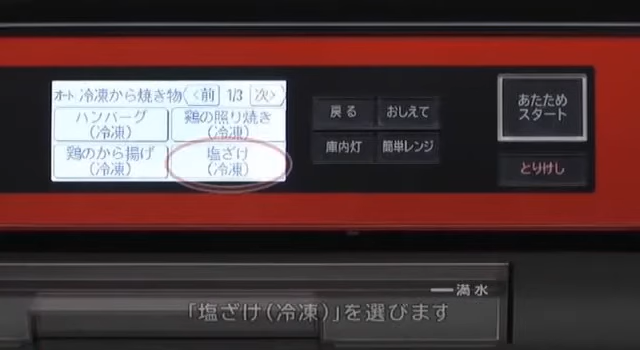 オート 冷凍から焼き物 〈前 1/3 次〉
ハンバーグ
(冷凍)
鶏の照り焼き
(冷凍)
鶏のから揚げ
(冷凍)
塩ざけ
(冷凍)
戻る
おしえて
庫内灯
簡単レンジ
あたため
スタート
とりけし
満水
「塩ざけ(冷凍)」を選びます